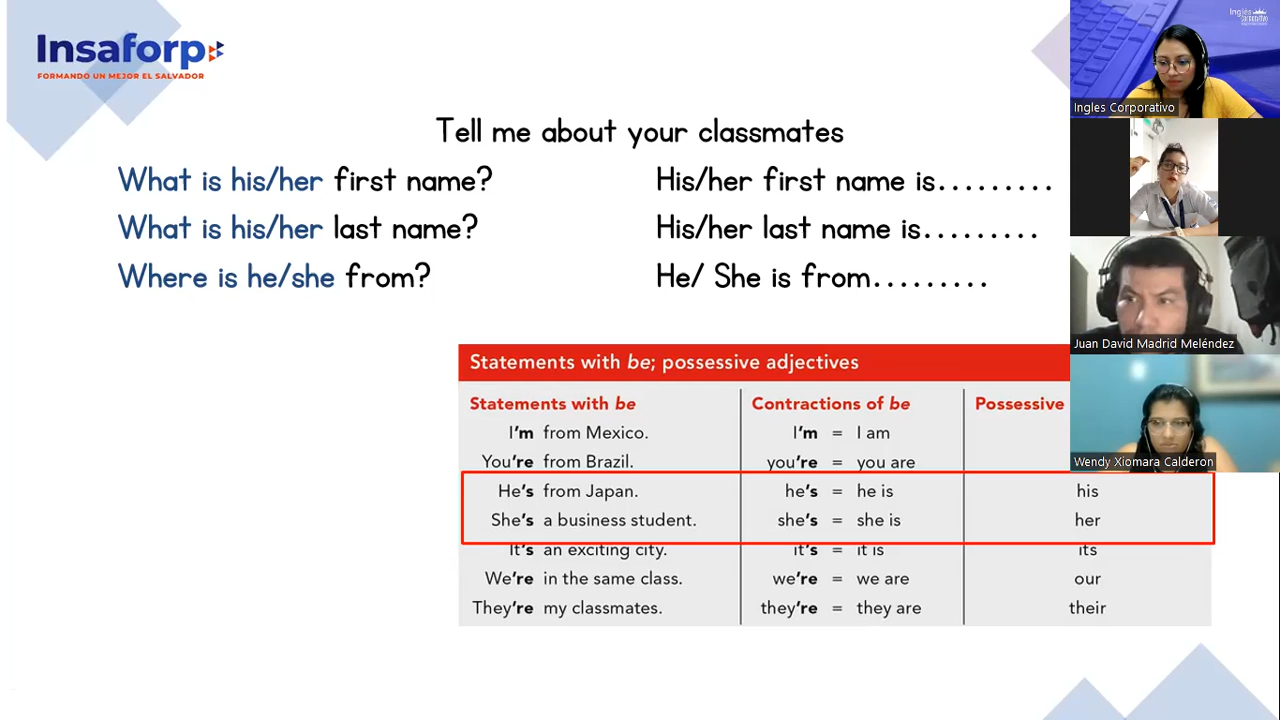 Insaforp
FORMANDO UN MEJOR EL SALVADOR
Tell me about your classmates
What is his/her first name?
His/her first name is.........
What is his/her last name?
His/her last name is.........
Where is he/she from?
He/ She is from.........
Statements with be; possessive adjectives
Statements with be
Contractions of be
Possessive
I'm from Mexico.
I'm = I am
You're from Brazil.
you're = you are
He's from Japan.
he's = he is
his
She's a business student.
she's = she is
her
It's an exciting city.
it's = it is
its
We're in the same class.
we're = we are
our
They're my classmates.
they're = they are
their
Ingles Corporativo
Juan David Madrid Meléndez
Wendy Xiomara Calderon